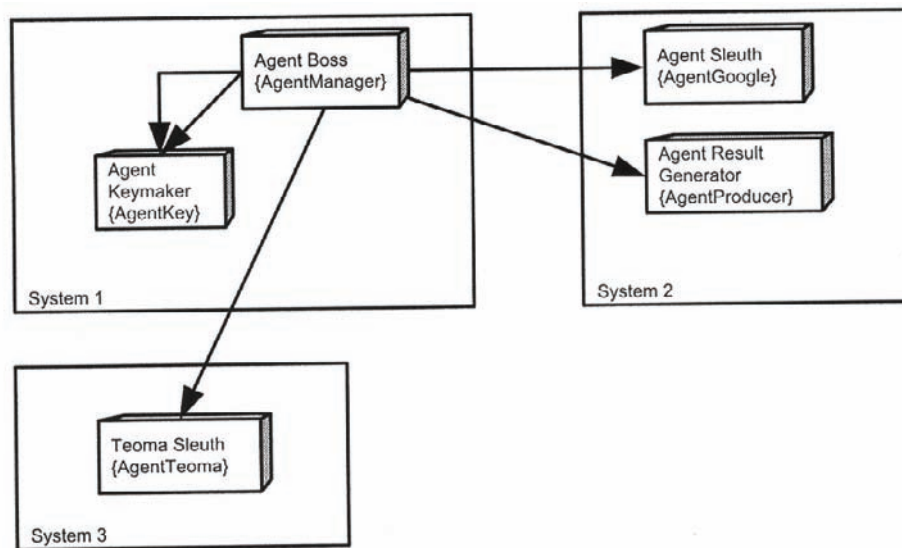 Agent Boss
{AgentManager}
Agent Sleuth
{AgentGoogle}
Agent
Keymaker
{AgentKey}
Agent Result
Generator
{AgentProducer}
System 1
System 2
Teoma Sleuth
{AgentTeoma}
System 3